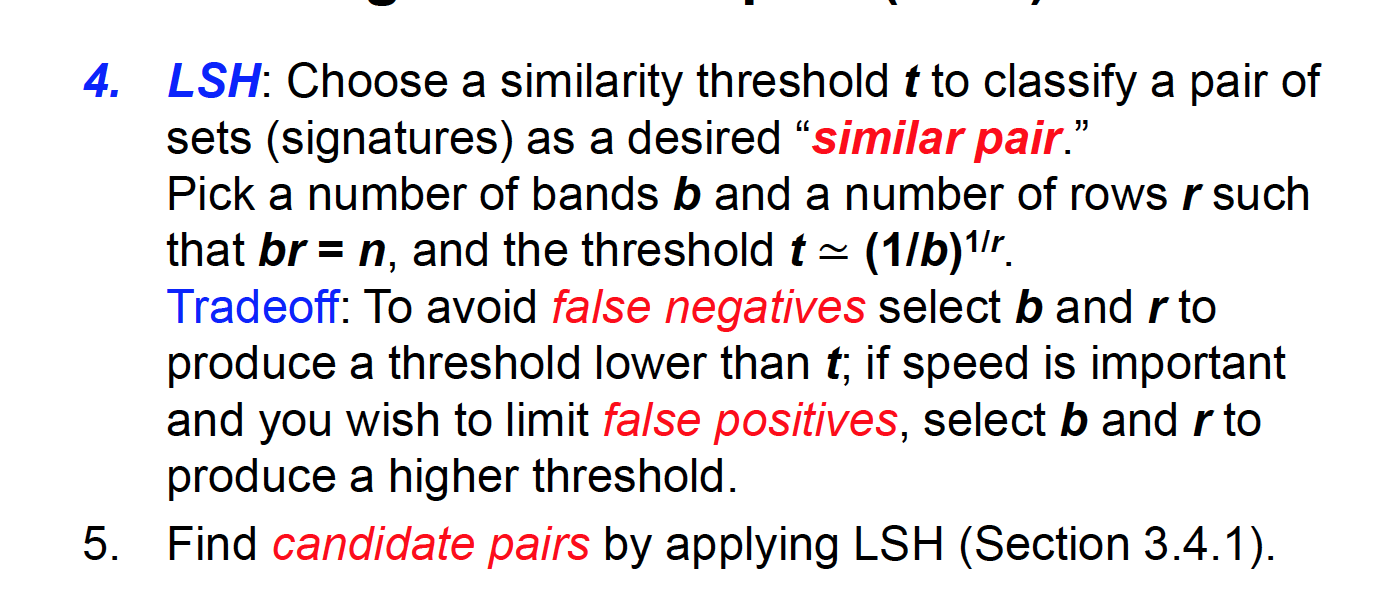 4. LSH: Choose a similarity threshold t to classify a pair of
sets (signatures) as a desired “similar pair.”
Pick a number of bands b and a number of rows r such
that br = n, and the threshold t ≃ (1/b)^1/r.
Tradeoff: To avoid false negatives select b and r to
produce a threshold lower than t; if speed is important
and you wish to limit false positives, select b and r to
produce a higher threshold.
5. Find candidate pairs by applying LSH (Section 3.4.1).